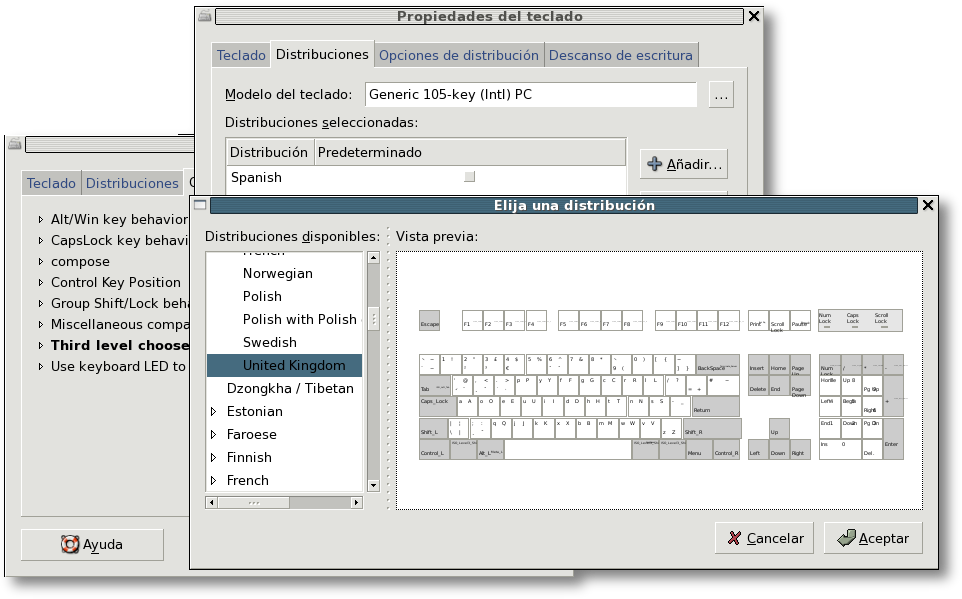 Propiedades del teclado
Teclado Distribuciones Opciones de distribución Descanso de escritura
Modelo del teclado: Generic 105-key (Intl) PC ...
Distribuciones seleccionadas:
Distribución Predeterminado
Spanish
Añadir...
Teclado Distribuciones
Alt/Win key behavior
CapsLock key behavi
compose
Control Key Position
Group Shift/Lock beha
Miscellaneous compa
Third level choose
Use keyboard LED to
Ayuda
Elija una distribución
Distribuciones disponibles:
French
Norwegian
Polish
Polish with Polish
Swedish
United Kingdom
Dzongkha / Tibetan
Estonian
Faroese
Finnish
French
Vista previa:
Escape F1 F2 F3 F4 F5 F6 F7 F8 F9 F10 F11 F12 Print Scroll Lock Pause Num Lock Caps Lock Scroll Lock
BackSpace Insert Home Page Up Num Lock
Tab Delete End Page Down Home Up 8 Pg Up
Caps_Lock Return Left Begin Right
Shift_L Shift_R Up End Down Pg Dn Enter
Control_L Alt_L Menu Control_R Left Down Right Ins 0 Del
Cancelar Aceptar